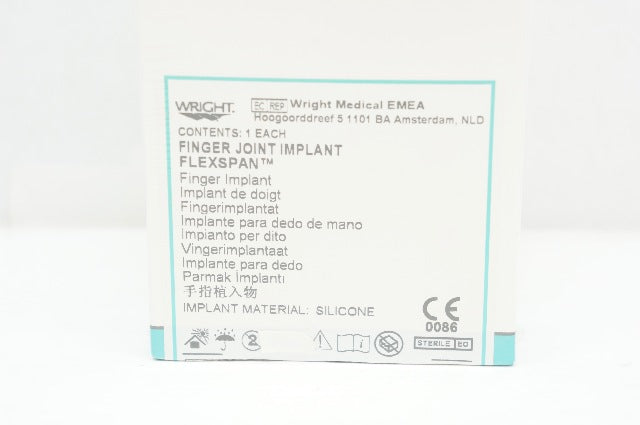 WRIGHT.
EC REP Wright Medical EMEA
Hoogoorddreef 5 1101 BA Amsterdam, NLD
CONTENTS: 1 EACH
FINGER JOINT IMPLANT
FLEXSPAN™
Finger Implant
Implant de doigt
Fingerimplantat
Implante para dedo de mano
Impianto per dito
Vingerimplantaat
Implante para dedo
Parmak İmplanti
手指植入物
IMPLANT MATERIAL: SILICONE
CE
0086
2
STERILE EO